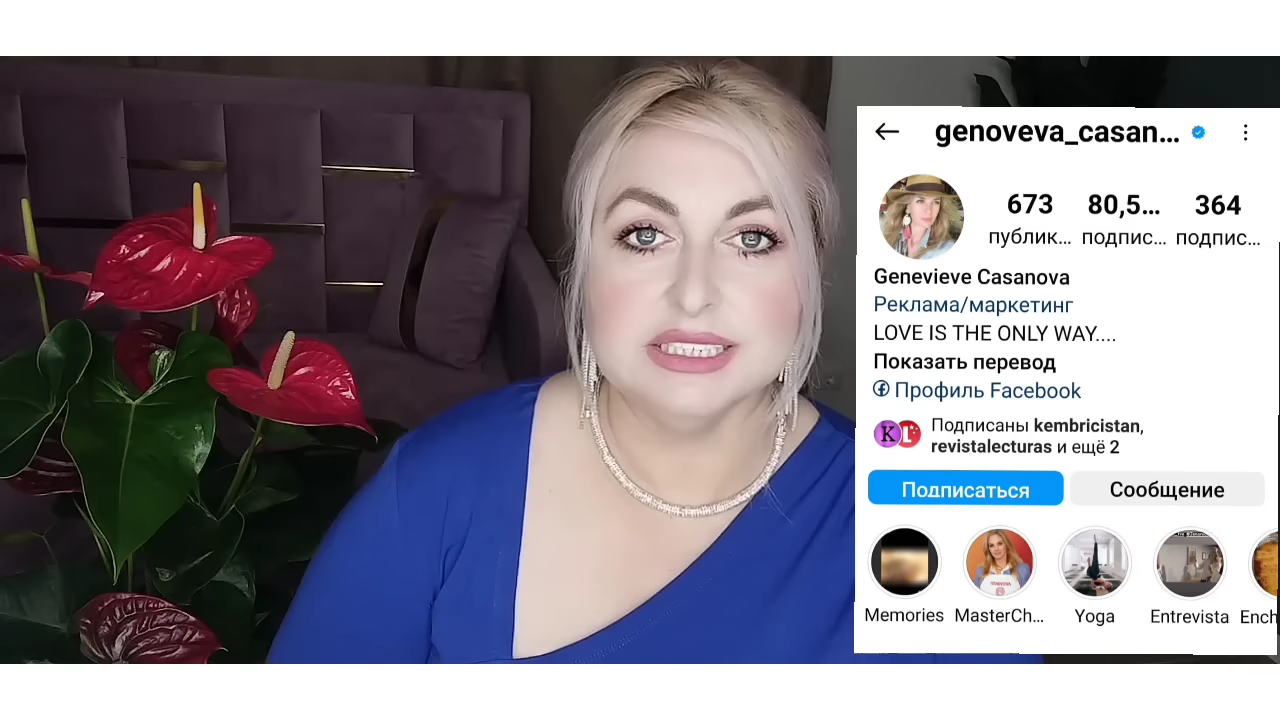 genoveva_casan...
673 80,5... 364
публик... подпис... подпис...
Genevieve Casanova
Реклама/маркетинг
LOVE IS THE ONLY WAY....
Показать перевод
Профиль Facebook
K L Подписаны kembricistan,
revistalecturas и ещё 2
Подписаться Сообщение
Memories MasterCh... Yoga Entrevista Ench